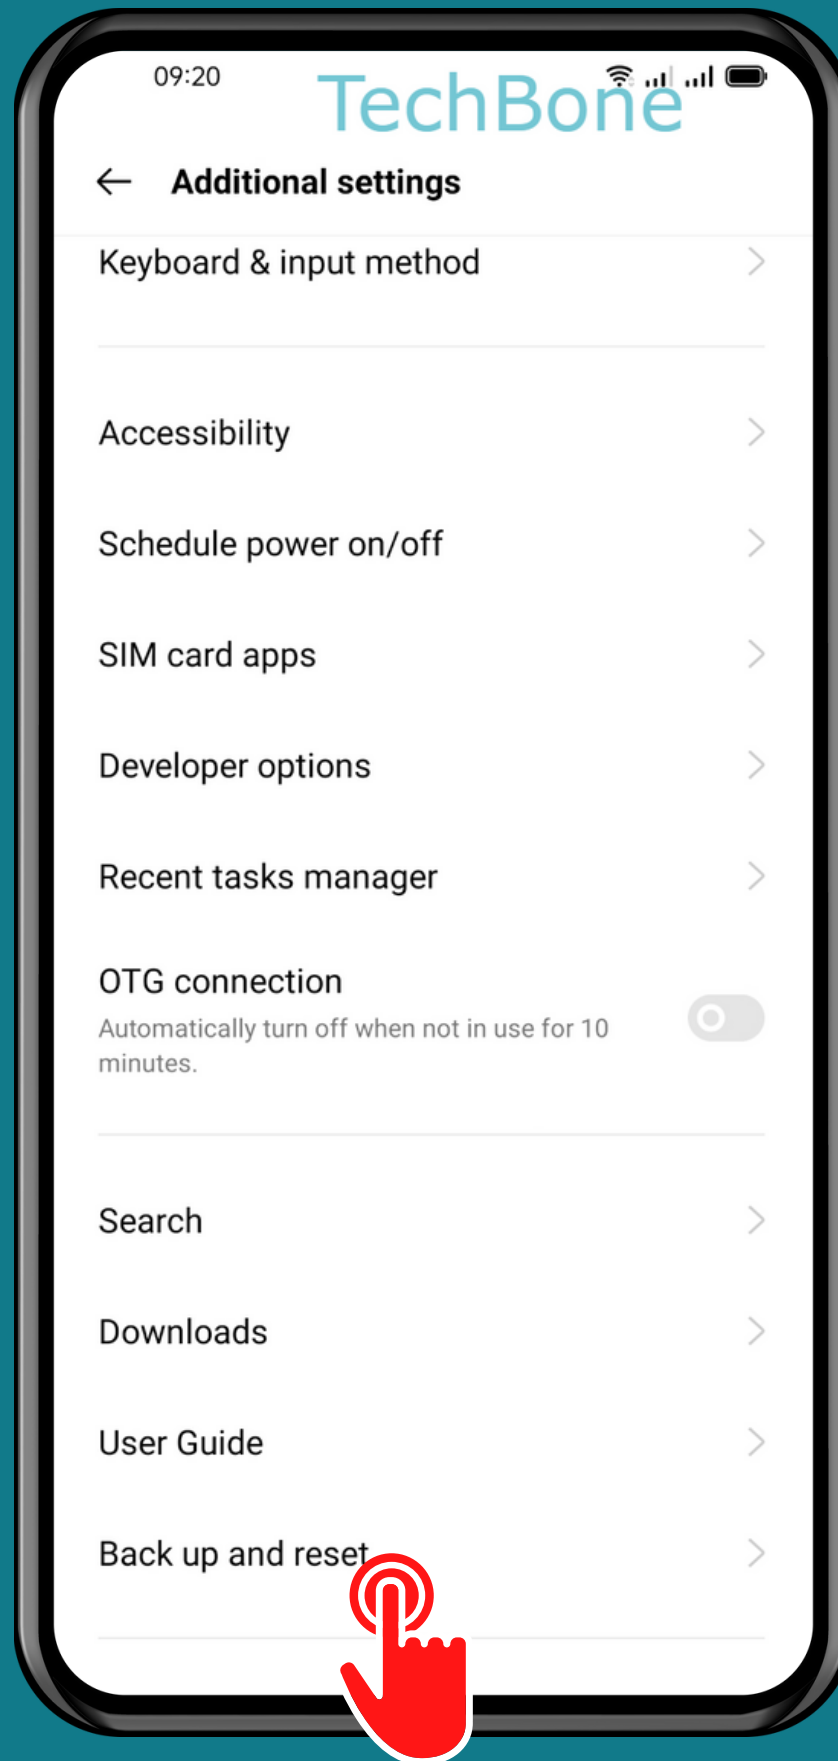 09:20
TechBone
Additional settings
Keyboard & input method
Accessibility
Schedule power on/off
SIM card apps
Developer options
Recent tasks manager
OTG connection
Automatically turn off when not in use for 10
minutes.
Search
Downloads
User Guide
Back up and reset